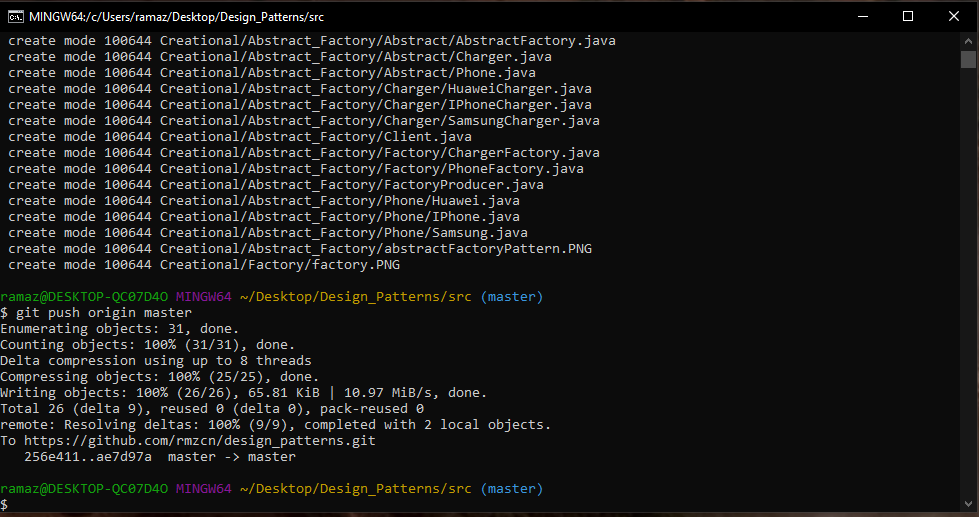 MINGW64:/c/Users/ramaz/Desktop/Design_Patterns/src
create mode 100644 Creational/Abstract_Factory/Abstract/AbstractFactory.java
create mode 100644 Creational/Abstract_Factory/Abstract/Charger.java
create mode 100644 Creational/Abstract_Factory/Abstract/Phone.java
create mode 100644 Creational/Abstract_Factory/Charger/HuaweiCharger.java
create mode 100644 Creational/Abstract_Factory/Charger/IPhoneCharger.java
create mode 100644 Creational/Abstract_Factory/Charger/SamsungCharger.java
create mode 100644 Creational/Abstract_Factory/Client.java
create mode 100644 Creational/Abstract_Factory/Factory/ChargerFactory.java
create mode 100644 Creational/Abstract_Factory/Factory/PhoneFactory.java
create mode 100644 Creational/Abstract_Factory/FactoryProducer.java
create mode 100644 Creational/Abstract_Factory/Phone/Huawei.java
create mode 100644 Creational/Abstract_Factory/Phone/IPhone.java
create mode 100644 Creational/Abstract_Factory/Phone/Samsung.java
create mode 100644 Creational/Abstract_Factory/abstractFactoryPattern.PNG
create mode 100644 Creational/Factory/factory.PNG
ramaz@DESKTOP-QC07D4O MINGW64 ~/Desktop/Design_Patterns/src (master)
$ git push origin master
Enumerating objects: 31, done.
Counting objects: 100% (31/31), done.
Delta compression using up to 8 threads
Compressing objects: 100% (25/25), done.
Writing objects: 100% (26/26), 65.81 KiB | 10.97 MiB/s, done.
Total 26 (delta 9), reused 0 (delta 0), pack-reused 0
remote: Resolving deltas: 100% (9/9), completed with 2 local objects.
To https://github.com/rmzcn/design_patterns.git
256e411..ae7d97a  master -> master
ramaz@DESKTOP-QC07D4O MINGW64 ~/Desktop/Design_Patterns/src (master)
$